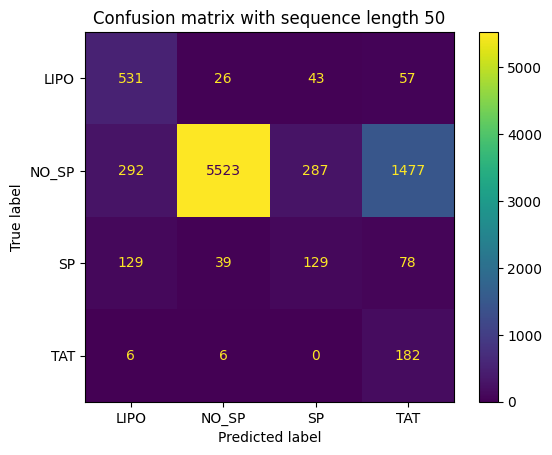 Confusion matrix with sequence length 50
LIPO 531 26 43 57
NO_SP 292 5523 287 1477
SP 129 39 129 78
TAT 6 6 0 182
LIPO NO_SP SP TAT
Predicted label
True label
5000
4000
3000
2000
1000
0